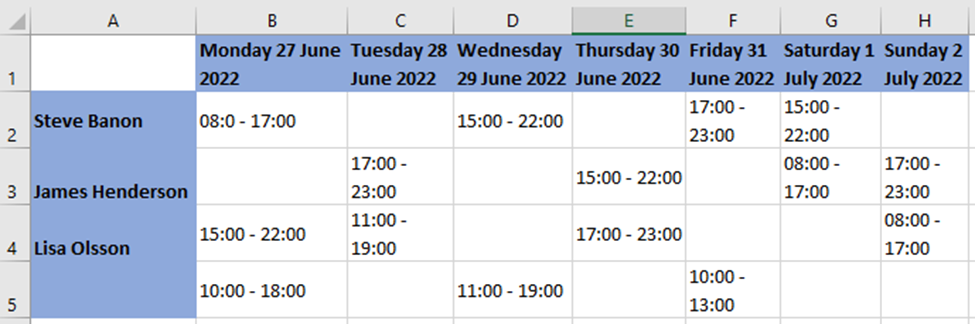 A B C D E F G H
1 Monday 27 June 2022 Tuesday 28 June 2022 Wednesday 29 June 2022 Thursday 30 June 2022 Friday 31 June 2022 Saturday 1 July 2022 Sunday 2 July 2022
2 Steve Banon 08:0 - 17:00 15:00 - 22:00 17:00 - 23:00 15:00 - 22:00
3 James Henderson 17:00 - 23:00 15:00 - 22:00 08:00 - 17:00 17:00 - 23:00
4 Lisa Olsson 15:00 - 22:00 11:00 - 19:00 17:00 - 23:00 08:00 - 17:00
5 10:00 - 18:00 11:00 - 19:00 10:00 - 13:00